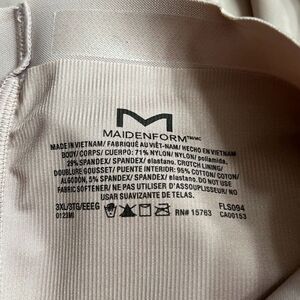 M
MAIDENFORM TM/MC
MADE IN VIETNAM/ FABRIQUÉ AU VIÊT-NAM/ HECHO EN VIETNAM
BODY/ CORPS/ CUERPO: 71% NYLON/ NYLON/ poliamida,
29% SPANDEX/ SPANDEX/ elastano. CROTCH LINING/
DOUBLURE GOUSSET/ PUENTE INTERIOR: 95% COTTON/ COTON/
ALGODÓN, 5% SPANDEX/ SPANDEX/ elastano. DO NOT USE
FABRIC SOFTENER/ NE PAS UTILISER D'ASSOUPLISSEUR/ NO
USAR SUAVIZANTE DE TELAS.
3XL/3TG/EEEG FLS094
0123MI RN# 15763 CA00153